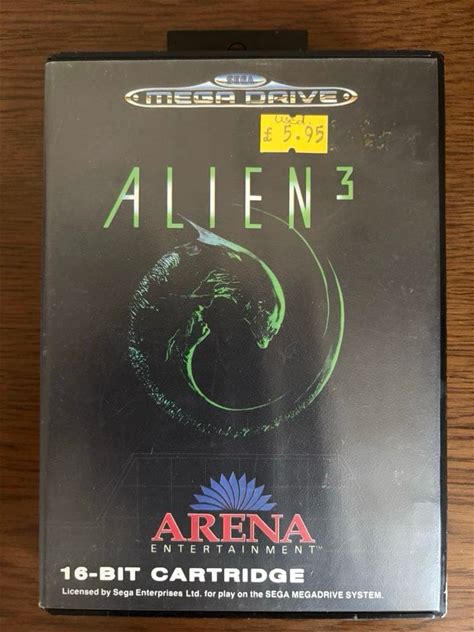 SEGA
MEGA DRIVE
used.
£5.95
ALIEN³
ARENA
ENTERTAINMENT™
16-BIT CARTRIDGE
Licensed by Sega Enterprises Ltd. for play on the SEGA MEGADRIVE SYSTEM.